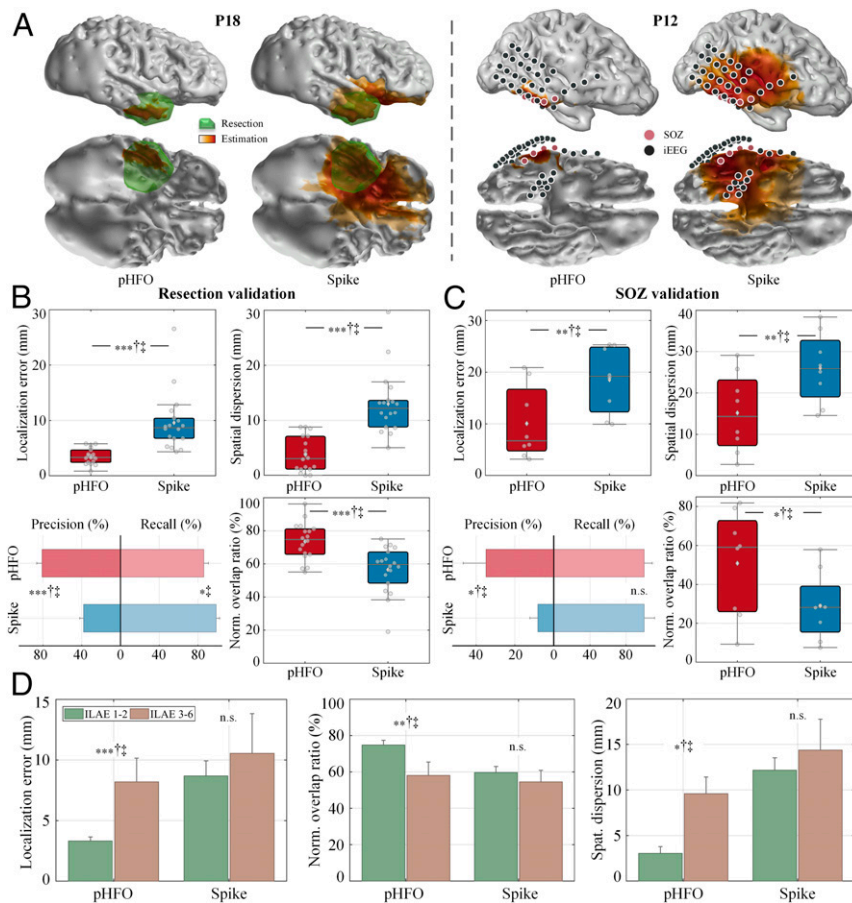 A
P18
P12
Resection
Estimation
SOZ
iEEG
pHFO
Spike
pHFO
Spike
B
Resection validation
C
SOZ validation
Localization error (mm)
30
20
10
0
***†‡
pHFO
Spike
Spatial dispersion (mm)
30
20
10
0
***†‡
pHFO
Spike
Localization error (mm)
30
20
10
0
**†‡
pHFO
Spike
Spatial dispersion (mm)
40
30
20
10
0
**†‡
pHFO
Spike
Precision (%)
Recall (%)
pHFO
Spike
***†‡
*‡
80
40
0
40
80
Norm. overlap ratio (%)
100
80
60
40
20
0
***†‡
pHFO
Spike
Precision (%)
Recall (%)
pHFO
Spike
*†‡
n.s.
40
20
0
40
80
Norm. overlap ratio (%)
80
60
40
20
0
*†‡
pHFO
Spike
D
ILAE 1-2
ILAE 3-6
Localization error (mm)
15
10
5
0
***†‡
n.s.
pHFO
Spike
Norm. overlap ratio (%)
100
80
60
40
20
0
**†‡
n.s.
pHFO
Spike
Spat. dispersion (mm)
20
15
10
5
0
*†‡
n.s.
pHFO
Spike